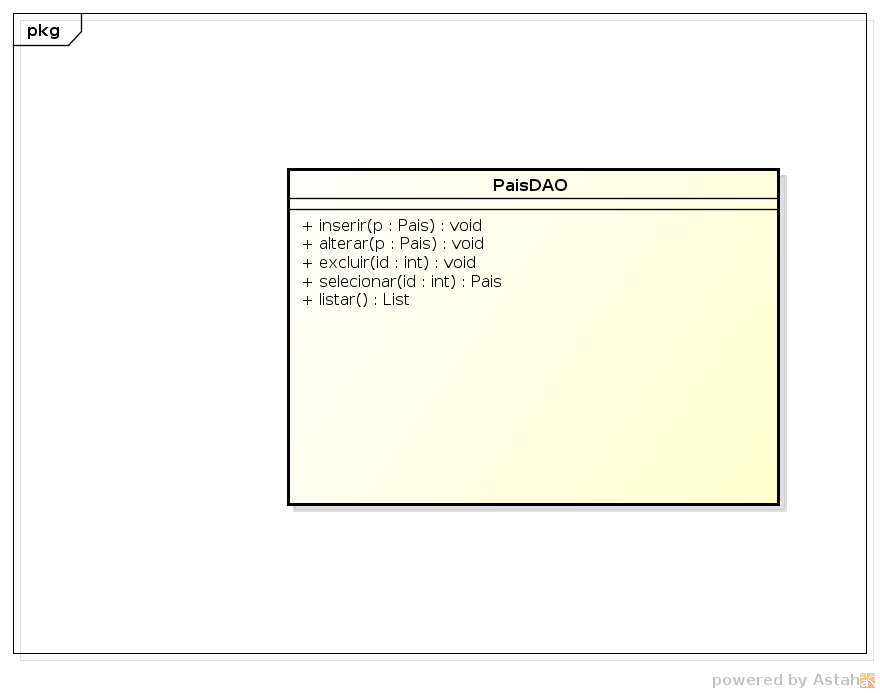 pkg
PaisDAO
+ inserir(p : Pais) : void
+ alterar(p : Pais) : void
+ excluir(id : int) : void
+ selecionar(id : int) : Pais
+ listar() : List
powered by Astah